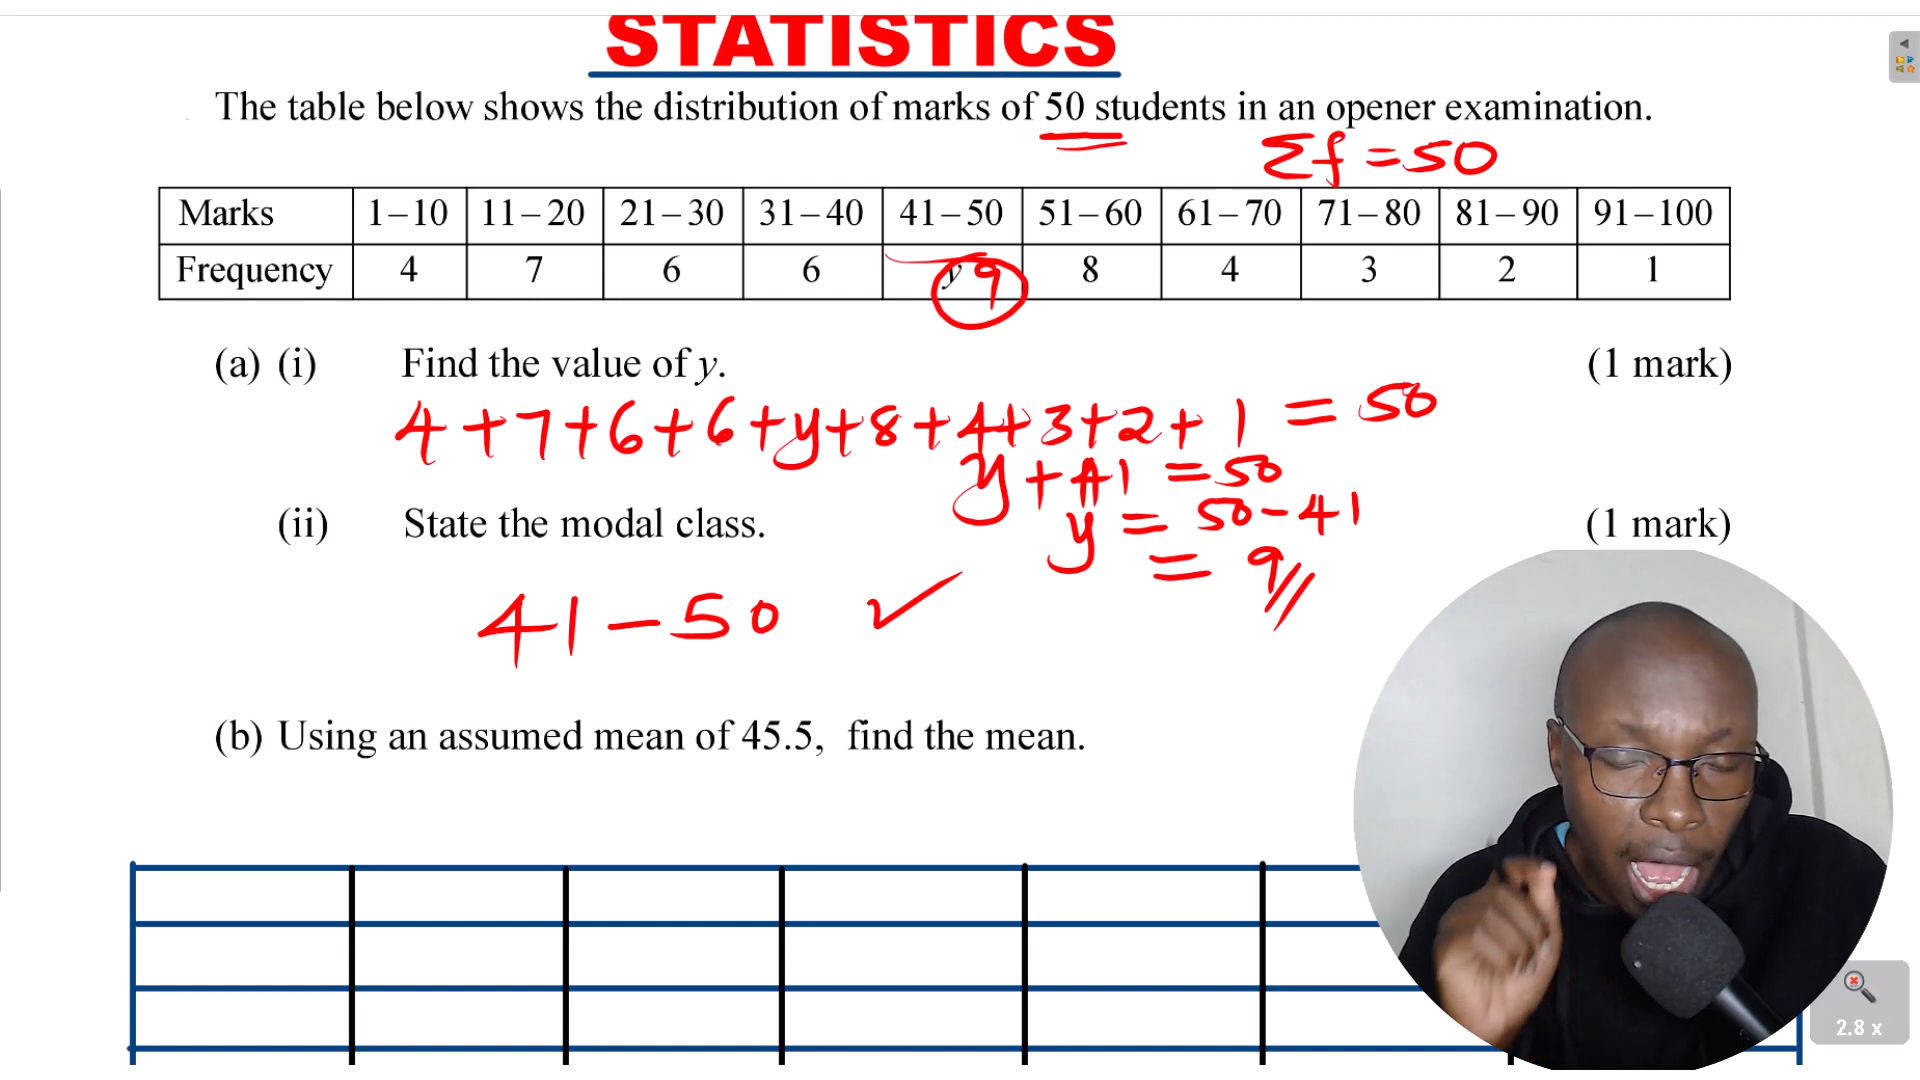 STATISTICS
The table below shows the distribution of marks of 50 students in an opener examination.
Σf = 50
Marks 1–10 11–20 21–30 31–40 41–50 51–60 61–70 71–80 81–90 91–100
Frequency 4 7 6 6 y 9 8 4 3 2 1
(a) (i) Find the value of y. (1 mark)
4+7+6+6+y+8+4+3+2+1 = 50
y+41 = 50
(ii) State the modal class. (1 mark)
y = 50-41
= 9
41-50 ✓
(b) Using an assumed mean of 45.5, find the mean.
2.8 x